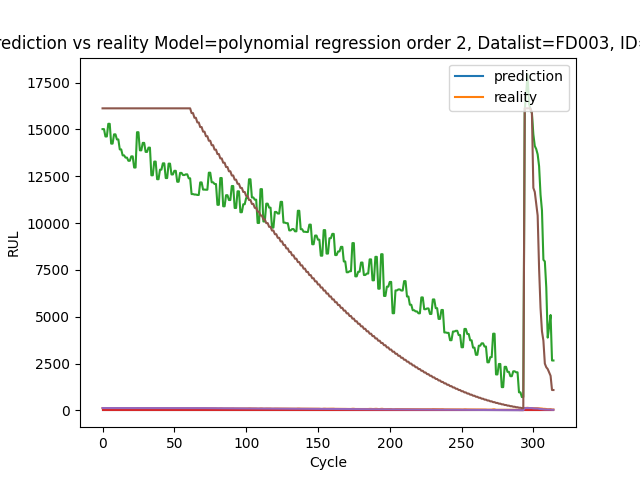 ediction vs reality Model=polynomial regression order 2, Datalist=FD003, ID
prediction
reality
RUL
17500
15000
12500
10000
7500
5000
2500
0
0 50 100 150 200 250 300
Cycle